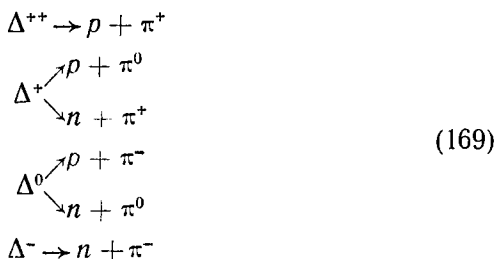 Δ⁺⁺ → p + π⁺
↗ p + π⁰
Δ⁺
↘ n + π⁺
(169)
↗ p + π⁻
Δ⁰
↘ n + π⁰
Δ⁻ → n + π⁻